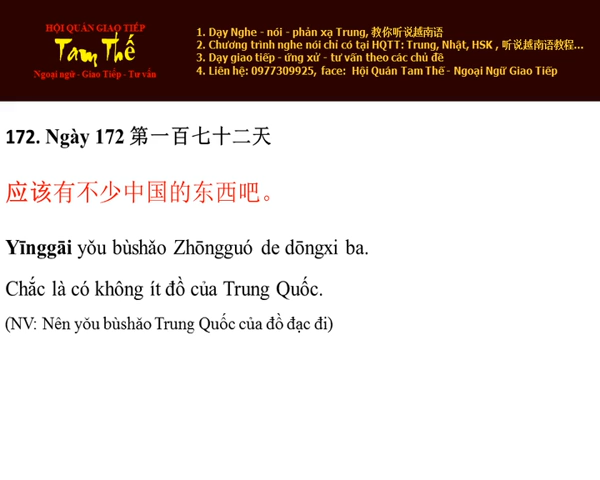 HỘI QUÁN GIAO TIẾP
Tam Thế
Ngoại ngữ - Giao Tiếp - Tư vấn
1. Dạy Nghe - nói - phản xạ Trung, 教你听说越南语
2. Chương trình nghe nói chỉ có tại HQTT: Trung, Nhật, HSK , 听说越南语教程...
3. Dạy giao tiếp - ứng xử - tư vấn theo các chủ đề
4. Liên hệ: 0977309925, face: Hội Quán Tam Thế - Ngoại Ngữ Giao Tiếp
172. Ngày 172 第一百七十二天
应该有不少中国的东西吧。
Yīnggāi yǒu bùshǎo Zhōngguó de dōngxi ba.
Chắc là có không ít đồ của Trung Quốc.
(NV: Nên yǒu bùshǎo Trung Quốc của đồ đạc đi)